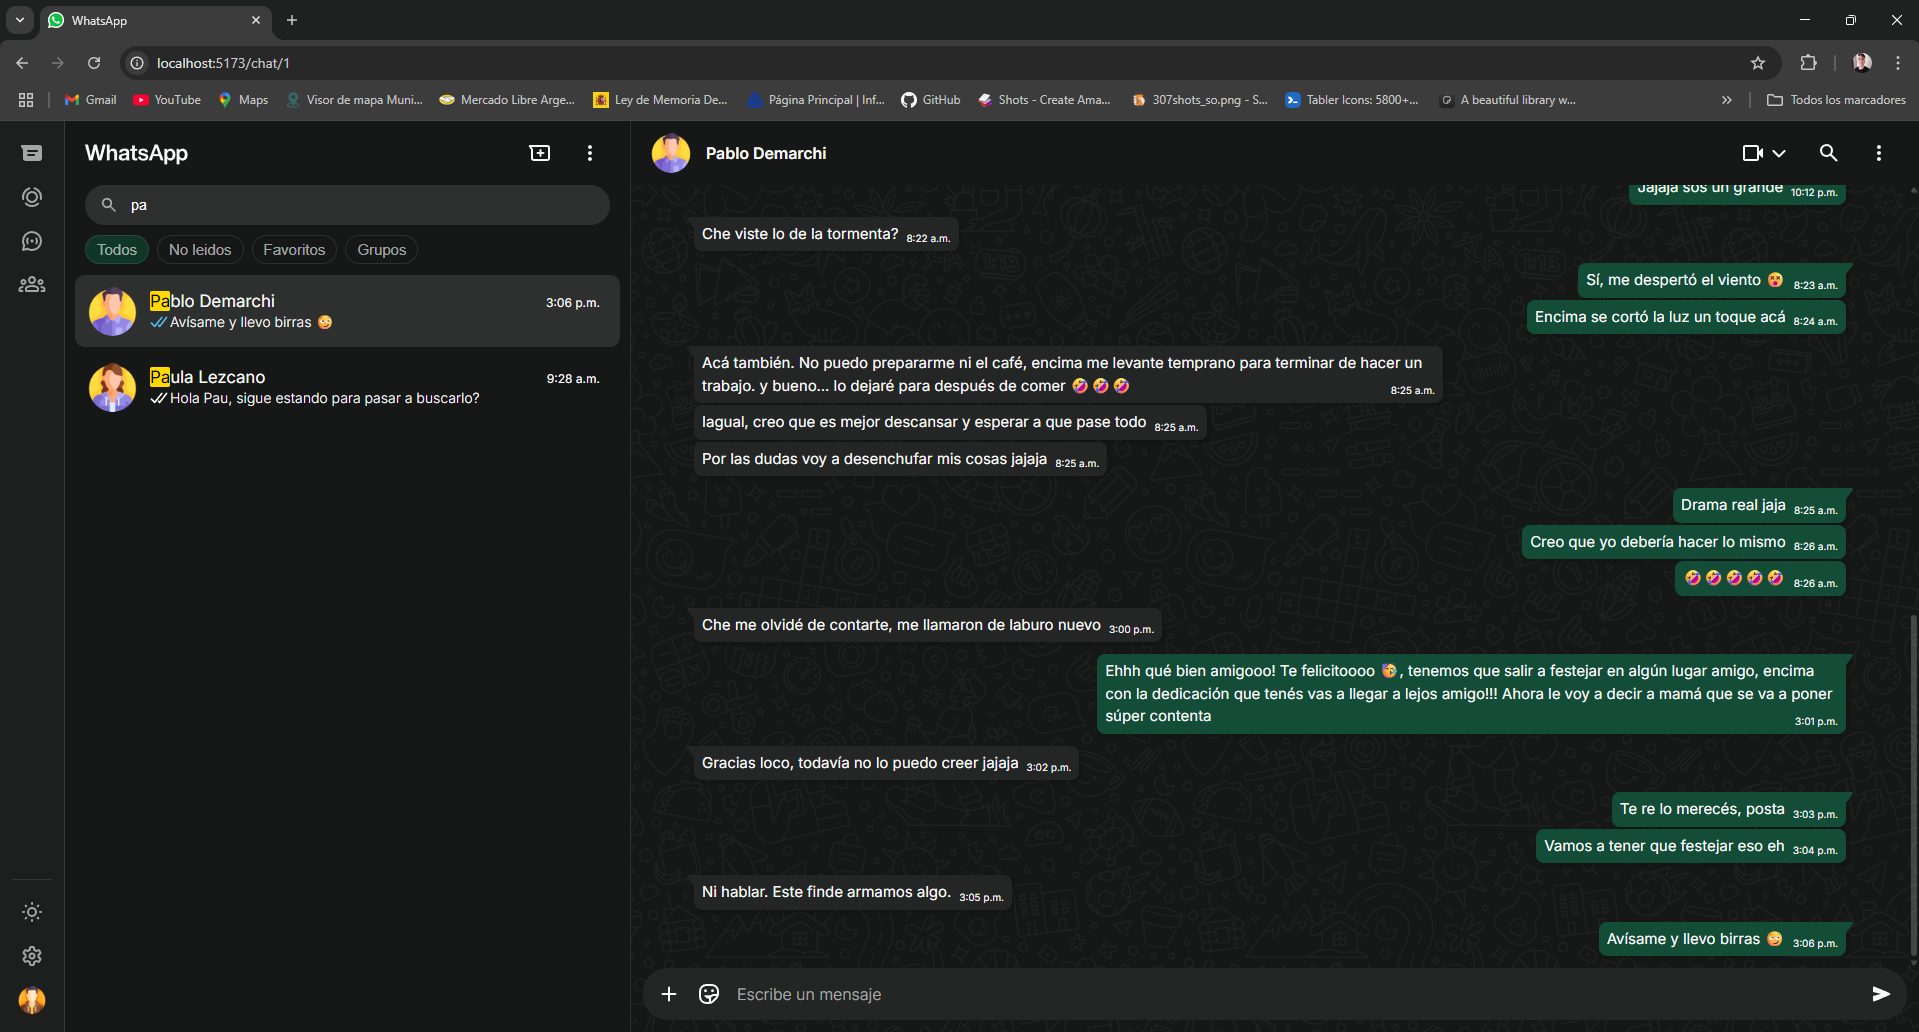 WhatsApp
localhost:5173/chat/1
Gmail
YouTube
Maps
Visor de mapa Muni...
Mercado Libre Arge...
Ley de Memoria De...
Página Principal | Inf...
GitHub
Shots - Create Ama...
307shots_so.png - S...
Tabler Icons: 5800+...
A beautiful library w...
Todos los marcadores
WhatsApp
pa
Todos
No leidos
Favoritos
Grupos
Pablo Demarchi
3:06 p.m.
Avísame y llevo birras
Paula Lezcano
9:28 a.m.
Hola Pau, sigue estando para pasar a buscarlo?
Pablo Demarchi
Jajaja sos un grande 10:12 p.m.
Che viste lo de la tormenta? 8:22 a.m.
Sí, me despertó el viento 😵 8:23 a.m.
Encima se cortó la luz un toque acá 8:24 a.m.
Acá también. No puedo prepararme ni el café, encima me levante temprano para terminar de hacer un
trabajo. y bueno... lo dejaré para después de comer 🤣🤣🤣
8:25 a.m.
Iagual, creo que es mejor descansar y esperar a que pase todo 8:25 a.m.
Por las dudas voy a desenchufar mis cosas jajaja 8:25 a.m.
Drama real jaja 8:25 a.m.
Creo que yo debería hacer lo mismo 8:26 a.m.
🤣🤣🤣🤣🤣 8:26 a.m.
Che me olvidé de contarte, me llamaron de laburo nuevo 3:00 p.m.
Ehhh qué bien amigooo! Te felicitoooo 🥳, tenemos que salir a festejar en algún lugar amigo, encima
con la dedicación que tenés vas a llegar a lejos amigo!!! Ahora le voy a decir a mamá que se va a poner
súper contenta
3:01 p.m.
Gracias loco, todavía no lo puedo creer jajaja 3:02 p.m.
Te re lo merecés, posta 3:03 p.m.
Vamos a tener que festejar eso eh 3:04 p.m.
Ni hablar. Este finde armamos algo. 3:05 p.m.
Avísame y llevo birras 3:06 p.m.
Escribe un mensaje